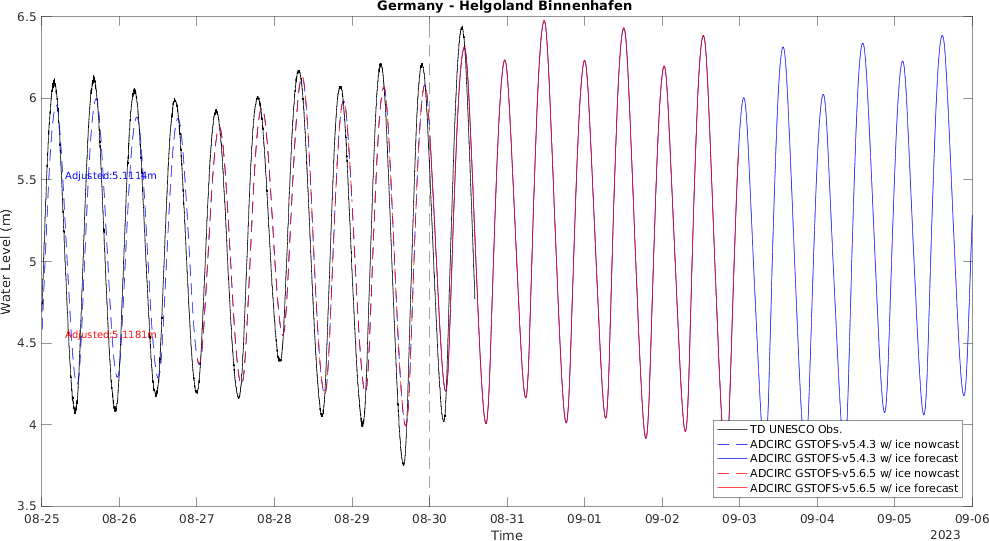 Germany - Helgoland Binnenhafen
6.5
6
5.5
5
4.5
4
3.5
Water Level (m)
Adjusted:5.1114m
Adjusted:5.1181m
TD UNESCO Obs.
ADCIRC GSTOFS-v5.4.3 w/ ice nowcast
ADCIRC GSTOFS-v5.4.3 w/ ice forecast
ADCIRC GSTOFS-v5.6.5 w/ ice nowcast
ADCIRC GSTOFS-v5.6.5 w/ ice forecast
08-25 08-26 08-27 08-28 08-29 08-30 08-31 09-01 09-02 09-03 09-04 09-05 09-06
Time
2023